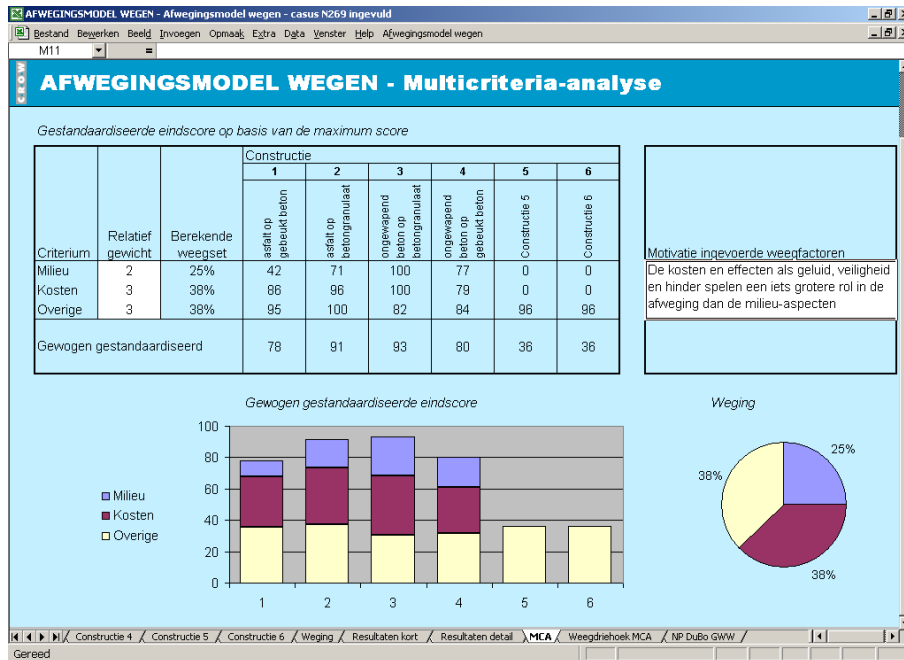 AFWEGINGSMODEL WEGEN - Afwegingsmodel wegen - casus N269 ingevuld
Bestand Bewerken Beeld Invoegen Opmaak Extra Data Venster Help Afwegingsmodel wegen
M11 =
CROW
AFWEGINGSMODEL WEGEN - Multicriteria-analyse
Gestandaardiseerde eindscore op basis van de maximum score
Constructie
1 2 3 4 5 6
Criterium
Relatief gewicht
Berekende weegset
asfalt op gebeukt beton
asfalt op betongranulaat
ongewapend beton op betongranulaat
ongewapend beton op gebeukt beton
Constructie 5
Constructie 6
Milieu 2 25% 42 71 100 77 0 0
Kosten 3 38% 86 96 100 79 0 0
Overige 3 38% 95 100 82 84 96 96
Gewogen gestandaardiseerd 78 91 93 80 36 36
Motivatie ingevoerde weegfactoren
De kosten en effecten als geluid, veiligheid
en hinder spelen een iets grotere rol in de
afweging dan de milieu-aspecten
Gewogen gestandaardiseerde eindscore
100
80
60
40
20
0
1 2 3 4 5 6
Milieu
Kosten
Overige
Weging
25%
38%
38%
Constructie 4 Constructie 5 Constructie 6 Weging Resultaten kort Resultaten detail MCA Weegdriehoek MCA NP DuBo GWW
Gereed